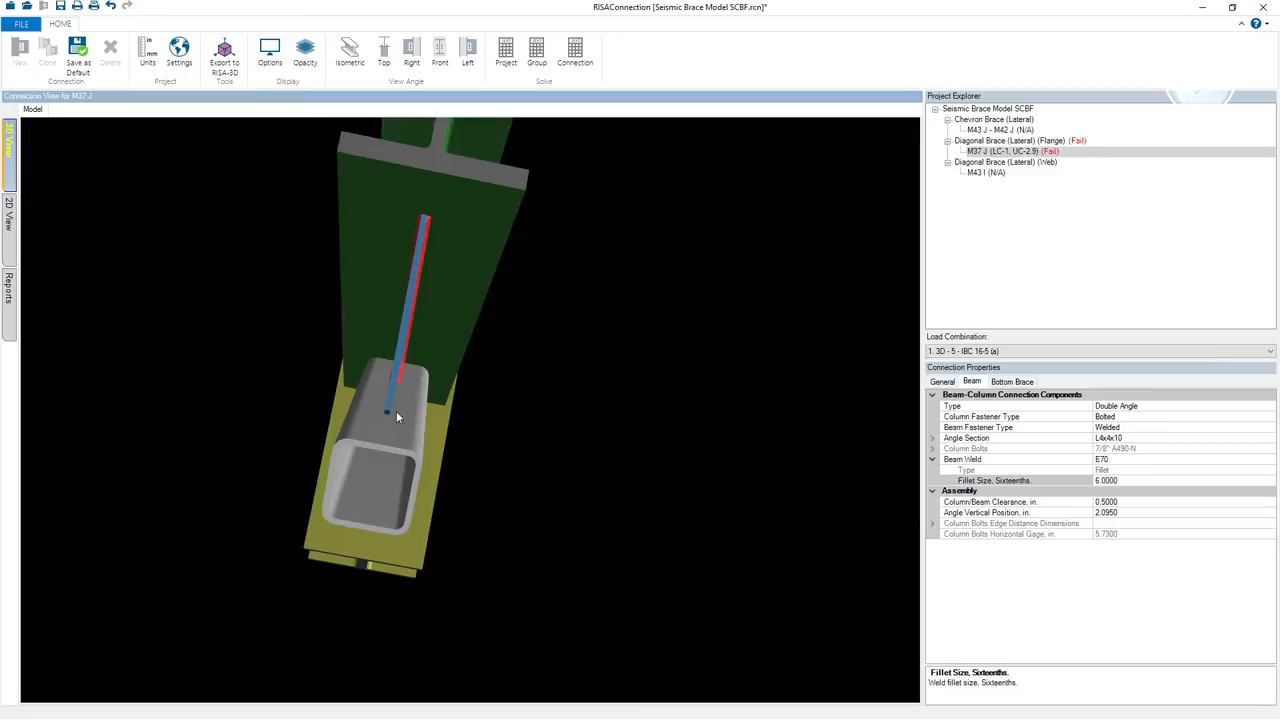 RISAConnection [Seismic Brace Model SCBF.rcn]*
FILE
HOME
New
Clone
Save as Default
Delete
Units
Settings
Export to RISA-3D
Options
Opacity
Isometric
Top
Right
Front
Left
Project
Group
Connection
Connection
Project
Tools
Display
View Angle
Solve
Connection View for M37 J
Model
3D View
2D View
Reports
Project Explorer
Seismic Brace Model SCBF
Chevron Brace (Lateral)
M43 J - M42 J (N/A)
Diagonal Brace (Lateral) (Flange) (Fail)
M37 J (LC-1, UC-2.9) (Fail)
Diagonal Brace (Lateral) (Web)
M43 I (N/A)
Load Combination:
1. 3D - 5 - IBC 16-5 (a)
Connection Properties
General Beam Bottom Brace
Beam-Column Connection Components
Type Double Angle
Column Fastener Type Bolted
Beam Fastener Type Welded
Angle Section L4x4x10
Column Bolts 7/8" A490-N
Beam Weld E70
Type Fillet
Fillet Size, Sixteenths. 6.0000
Assembly
Column/Beam Clearance, in. 0.5000
Angle Vertical Position, in. 2.0950
Column Bolts Edge Distance Dimensions
Column Bolts Horizontal Gage, in. 5.7300
Fillet Size, Sixteenths.
Weld fillet size, Sixteenths.